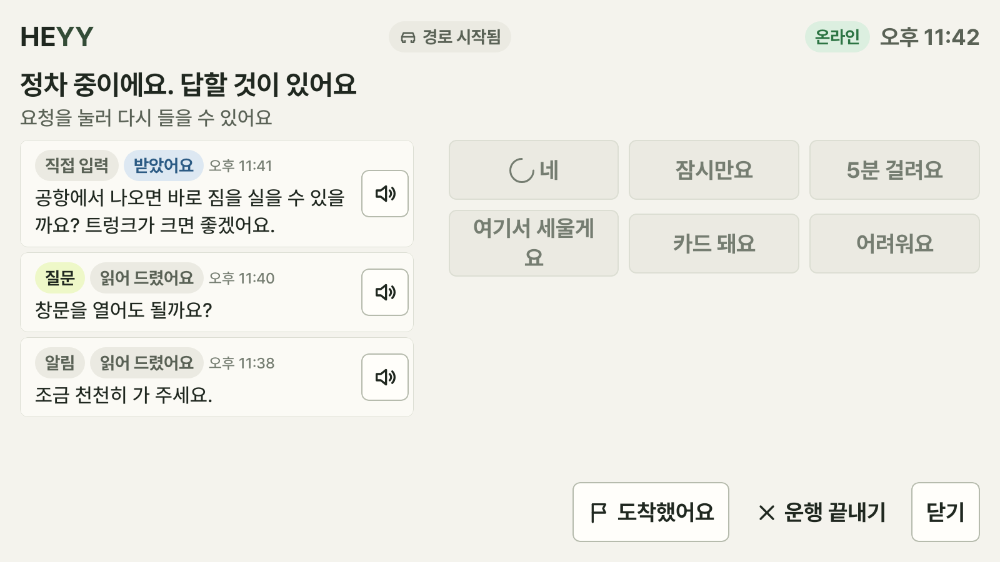 HEYY
경로 시작됨
온라인 오후 11:42
정차 중이에요. 답할 것이 있어요
요청을 눌러 다시 들을 수 있어요
직접 입력 받았어요 오후 11:41
공항에서 나오면 바로 짐을 실을 수 있을
까요? 트렁크가 크면 좋겠어요.
질문 읽어 드렸어요 오후 11:40
창문을 열어도 될까요?
알림 읽어 드렸어요 오후 11:38
조금 천천히 가 주세요.
네
잠시만요
5분 걸려요
여기서 세울게
요
카드 돼요
어려워요
도착했어요
운행 끝내기
닫기